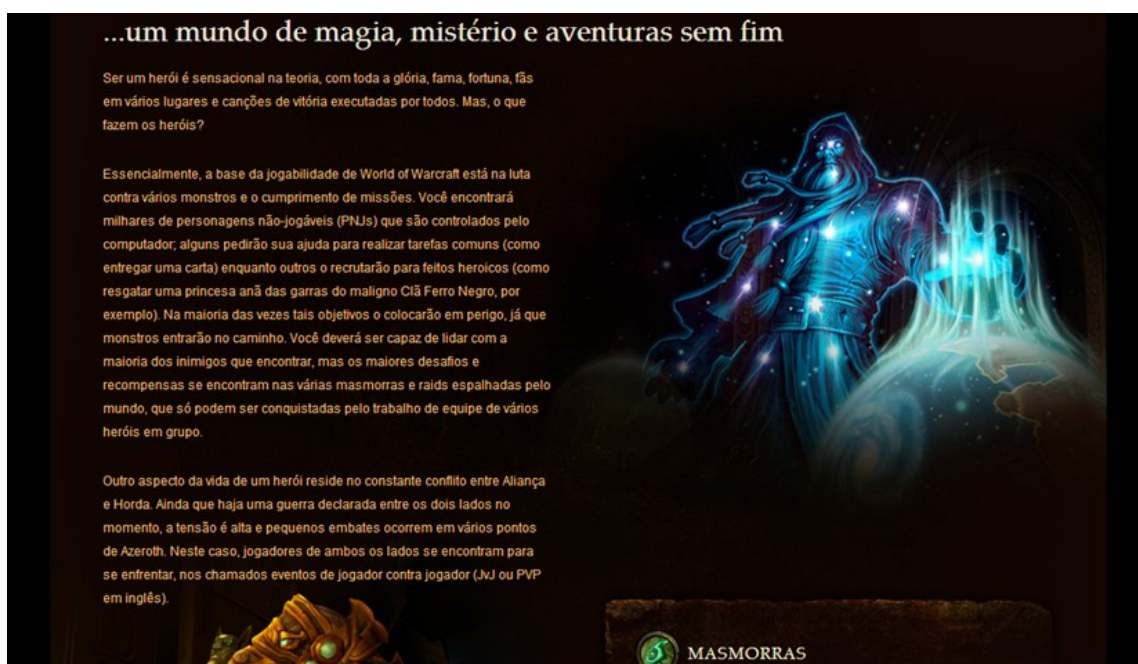 ...um mundo de magia, mistério e aventuras sem fim
Ser um herói é sensacional na teoria, com toda a glória, fama, fortuna, fãs
em vários lugares e canções de vitória executadas por todos. Mas, o que
fazem os heróis?
Essencialmente, a base da jogabilidade de World of Warcraft está na luta
contra vários monstros e o cumprimento de missões. Você encontrará
milhares de personagens não-jogáveis (PNJs) que são controlados pelo
computador; alguns pedirão sua ajuda para realizar tarefas comuns (como
entregar uma carta) enquanto outros o recrutarão para feitos heroicos (como
resgatar uma princesa anã das garras do maligno Clã Ferro Negro, por
exemplo). Na maioria das vezes tais objetivos o colocarão em perigo, já que
monstros entrarão no caminho. Você deverá ser capaz de lidar com a
maioria dos inimigos que encontrar, mas os maiores desafios e
recompensas se encontram nas várias masmorras e raids espalhadas pelo
mundo, que só podem ser conquistadas pelo trabalho de equipe de vários
heróis em grupo.
Outro aspecto da vida de um herói reside no constante conflito entre Aliança
e Horda. Ainda que haja uma guerra declarada entre os dois lados no
momento, a tensão é alta e pequenos embates ocorrem em vários pontos
de Azeroth. Neste caso, jogadores de ambos os lados se encontram para
se enfrentar, nos chamados eventos de jogador contra jogador (JvJ ou PVP
em inglês).
MASMORRAS